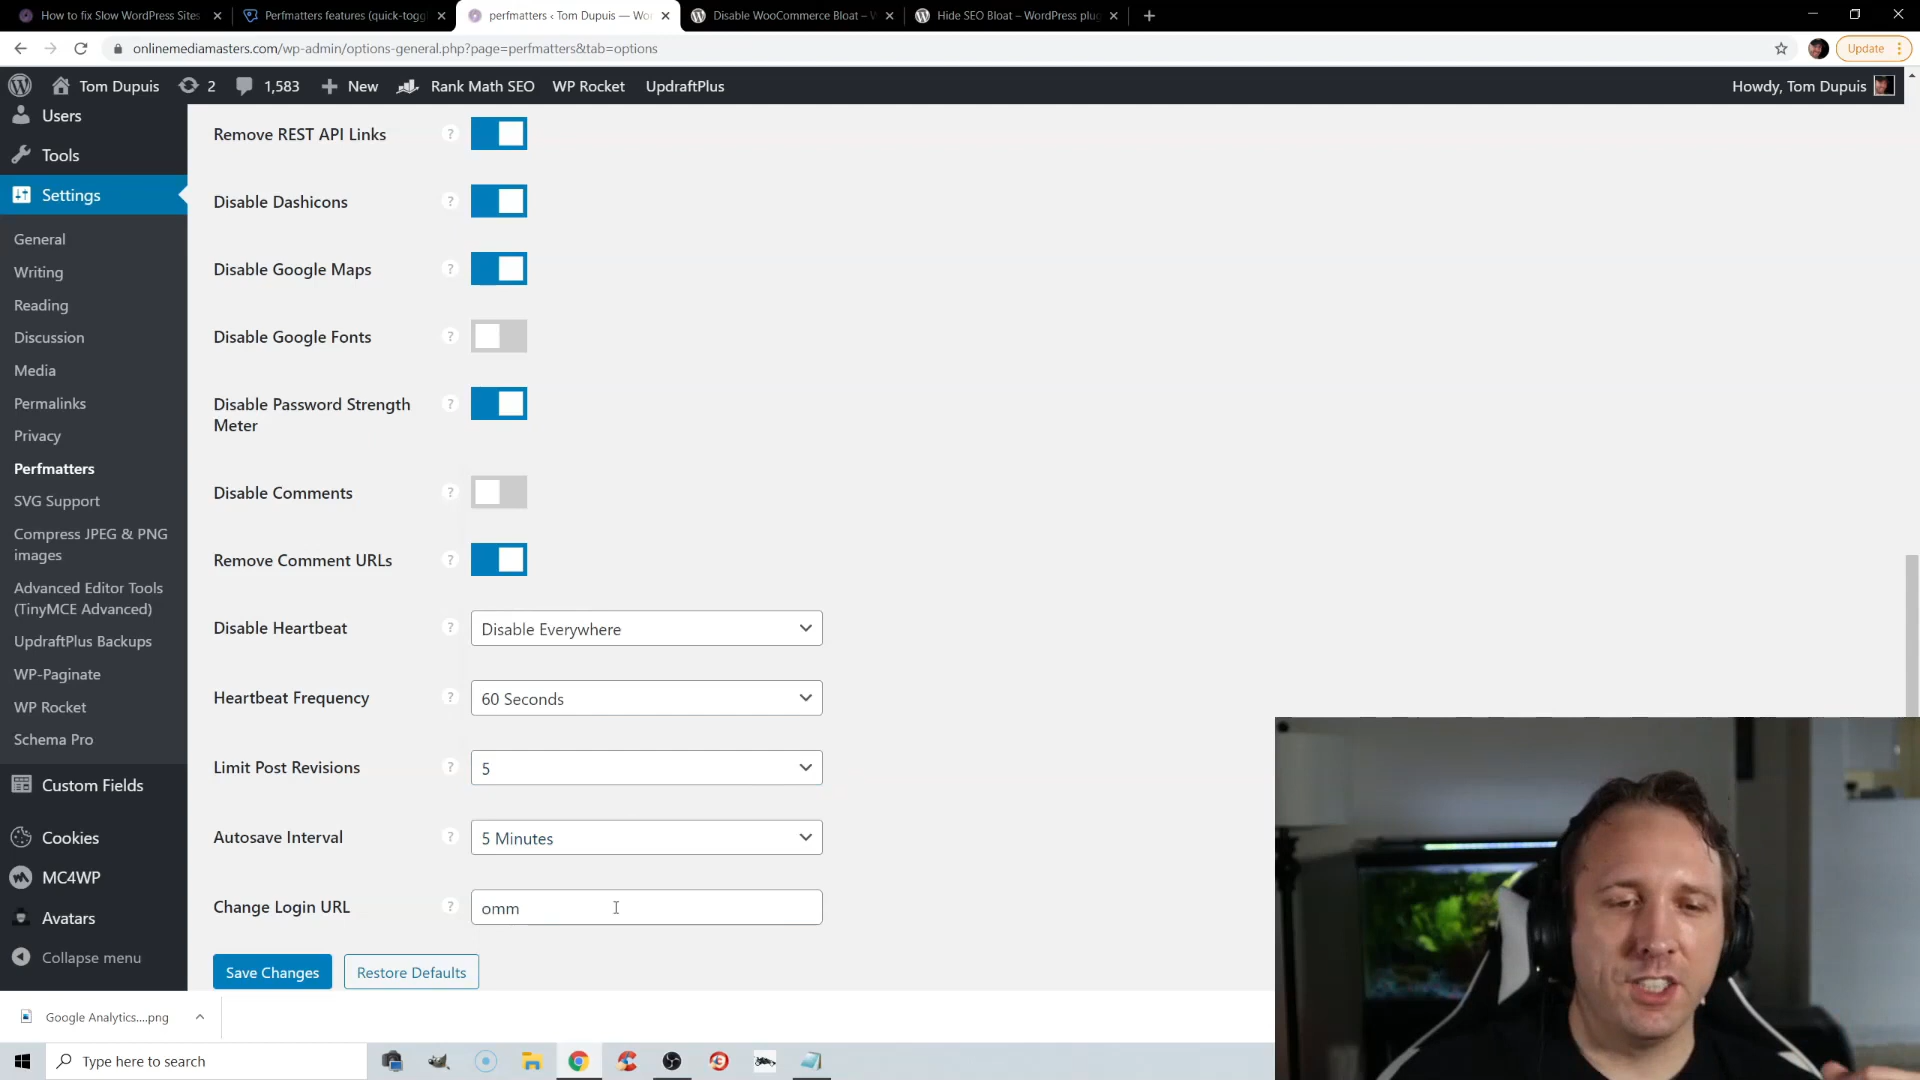 How to fix Slow WordPress Sites
Perfmatters features (quick-togg
perfmatters ‹ Tom Dupuis — Wo
Disable WooCommerce Bloat – W
Hide SEO Bloat – WordPress plug
onlinemediamasters.com/wp-admin/options-general.php?page=perfmatters&tab=options
Update
Tom Dupuis
2
1,583
New
Rank Math SEO
WP Rocket
UpdraftPlus
Howdy, Tom Dupuis
Users
Tools
Settings
General
Writing
Reading
Discussion
Media
Permalinks
Privacy
Perfmatters
SVG Support
Compress JPEG & PNG
images
Advanced Editor Tools
(TinyMCE Advanced)
UpdraftPlus Backups
WP-Paginate
WP Rocket
Schema Pro
Custom Fields
Cookies
MC4WP
Avatars
Collapse menu
Remove REST API Links ?
Disable Dashicons ?
Disable Google Maps ?
Disable Google Fonts ?
Disable Password Strength ?
Meter
Disable Comments ?
Remove Comment URLs ?
Disable Heartbeat ? Disable Everywhere
Heartbeat Frequency ? 60 Seconds
Limit Post Revisions ? 5
Autosave Interval ? 5 Minutes
Change Login URL ? omm
Save Changes
Restore Defaults
Google Analytics....png
Type here to search